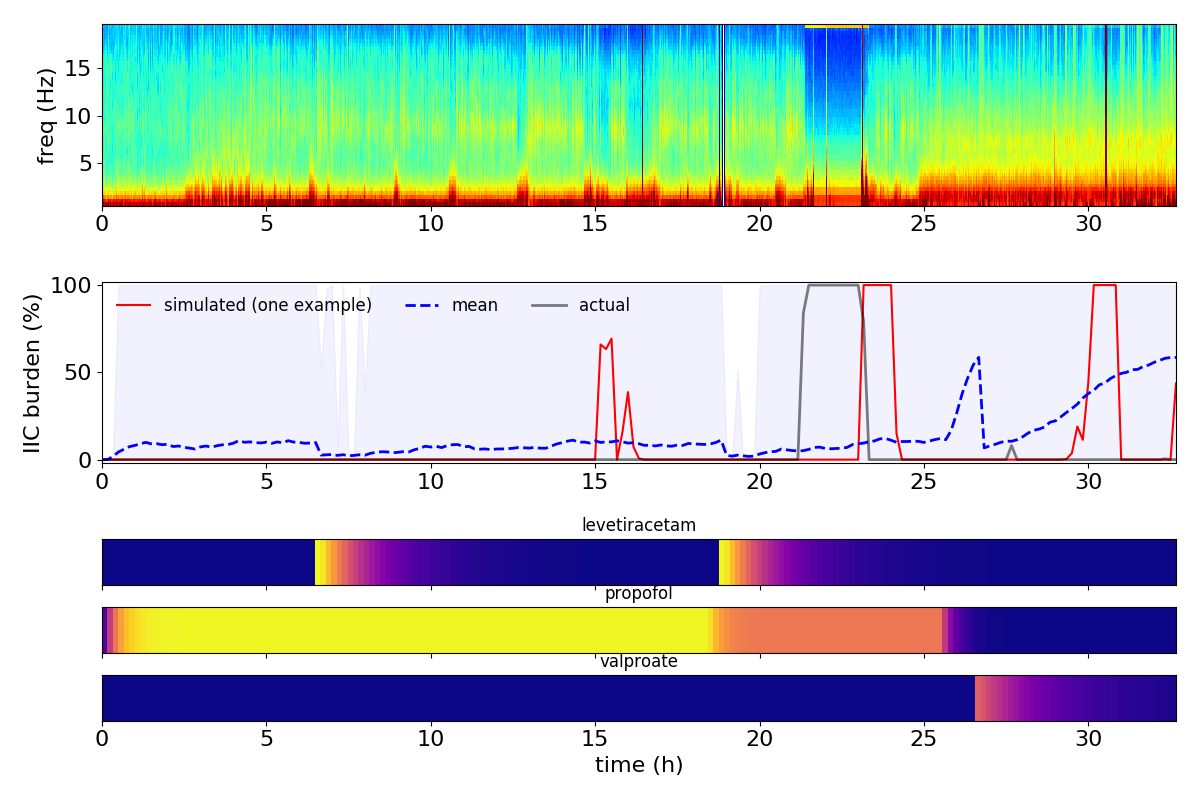 freq (Hz)
15
10
5
0 5 10 15 20 25 30
IIC burden (%)
100
50
0
simulated (one example) mean actual
0 5 10 15 20 25 30
levetiracetam
propofol
valproate
0 5 10 15 20 25 30
time (h)